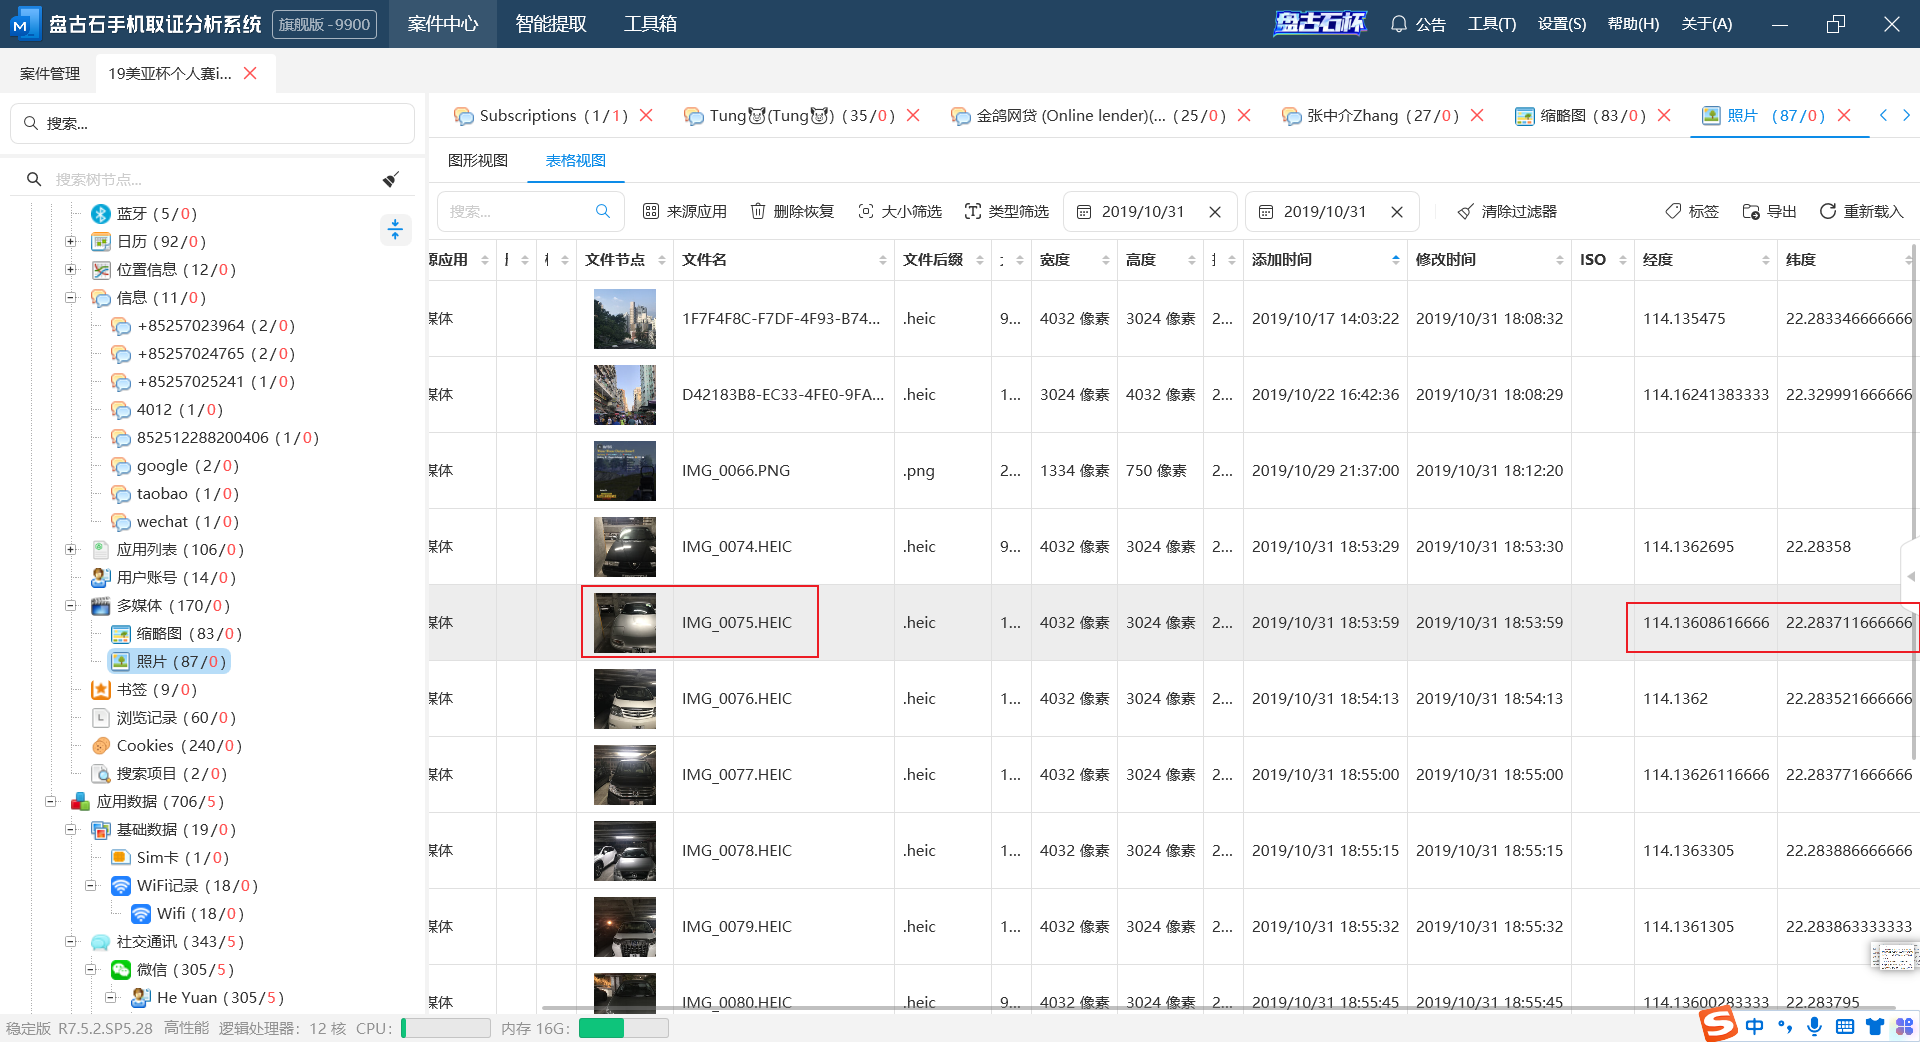 盘古石手机取证分析系统 旗舰版 -9900 案件中心 智能提取 工具箱 盘古石杯 公告 工具(T) 设置(S) 帮助(H) 关于(A)
案件管理 19美亚杯个人赛i...
搜索...
Subscriptions (1/1) Tung🐷(Tung🐷) (35/0) 金鸽网贷 (Online lender)(... (25/0) 张中介Zhang (27/0) 缩略图 (83/0) 照片 (87/0)
图形视图 表格视图
搜索树节点...
搜索... 来源应用 删除恢复 大小筛选 类型筛选 2019/10/31 2019/10/31 清除过滤器 标签 导出 重新载入
蓝牙 (5/0)
日历 (92/0)
位置信息 (12/0)
信息 (11/0)
+85257023964 (2/0)
+85257024765 (2/0)
+85257025241 (1/0)
4012 (1/0)
852512288200406 (1/0)
google (2/0)
taobao (1/0)
wechat (1/0)
应用列表 (106/0)
用户账号 (14/0)
多媒体 (170/0)
缩略图 (83/0)
照片 (87/0)
书签 (9/0)
浏览记录 (60/0)
Cookies (240/0)
搜索项目 (2/0)
应用数据 (706/5)
基础数据 (19/0)
Sim卡 (1/0)
WiFi记录 (18/0)
Wifi (18/0)
社交通讯 (343/5)
微信 (305/5)
He Yuan (305/5)
源应用 文件节点 文件名 文件后缀 宽度 高度 添加时间 修改时间 ISO 经度 纬度
媒体 1F7F4F8C-F7DF-4F93-B74... .heic 9... 4032 像素 3024 像素 2... 2019/10/17 14:03:22 2019/10/31 18:08:32 114.135475 22.283346666666
媒体 D42183B8-EC33-4FE0-9FA... .heic 1... 3024 像素 4032 像素 2... 2019/10/22 16:42:36 2019/10/31 18:08:29 114.16241383333 22.329991666666
媒体 IMG_0066.PNG .png 2... 1334 像素 750 像素 2... 2019/10/29 21:37:00 2019/10/31 18:12:20
媒体 IMG_0074.HEIC .heic 9... 4032 像素 3024 像素 2... 2019/10/31 18:53:29 2019/10/31 18:53:30 114.1362695 22.28358
媒体 IMG_0075.HEIC .heic 1... 4032 像素 3024 像素 2... 2019/10/31 18:53:59 2019/10/31 18:53:59 114.13608616666 22.283711666666
媒体 IMG_0076.HEIC .heic 1... 4032 像素 3024 像素 2... 2019/10/31 18:54:13 2019/10/31 18:54:13 114.1362 22.283521666666
媒体 IMG_0077.HEIC .heic 1... 4032 像素 3024 像素 2... 2019/10/31 18:55:00 2019/10/31 18:55:00 114.13626116666 22.283771666666
媒体 IMG_0078.HEIC .heic 1... 4032 像素 3024 像素 2... 2019/10/31 18:55:15 2019/10/31 18:55:15 114.1363305 22.283886666666
媒体 IMG_0079.HEIC .heic 1... 4032 像素 3024 像素 2... 2019/10/31 18:55:32 2019/10/31 18:55:32 114.1361305 22.283863333333
媒体 IMG_0080.HEIC .heic 9... 4032 像素 3024 像素 2... 2019/10/31 18:55:45 2019/10/31 18:55:45 114.13600283333 22.283795
稳定版 R7.5.2.SP5.28 高性能 逻辑处理器: 12 核 CPU: 内存 16G: 中